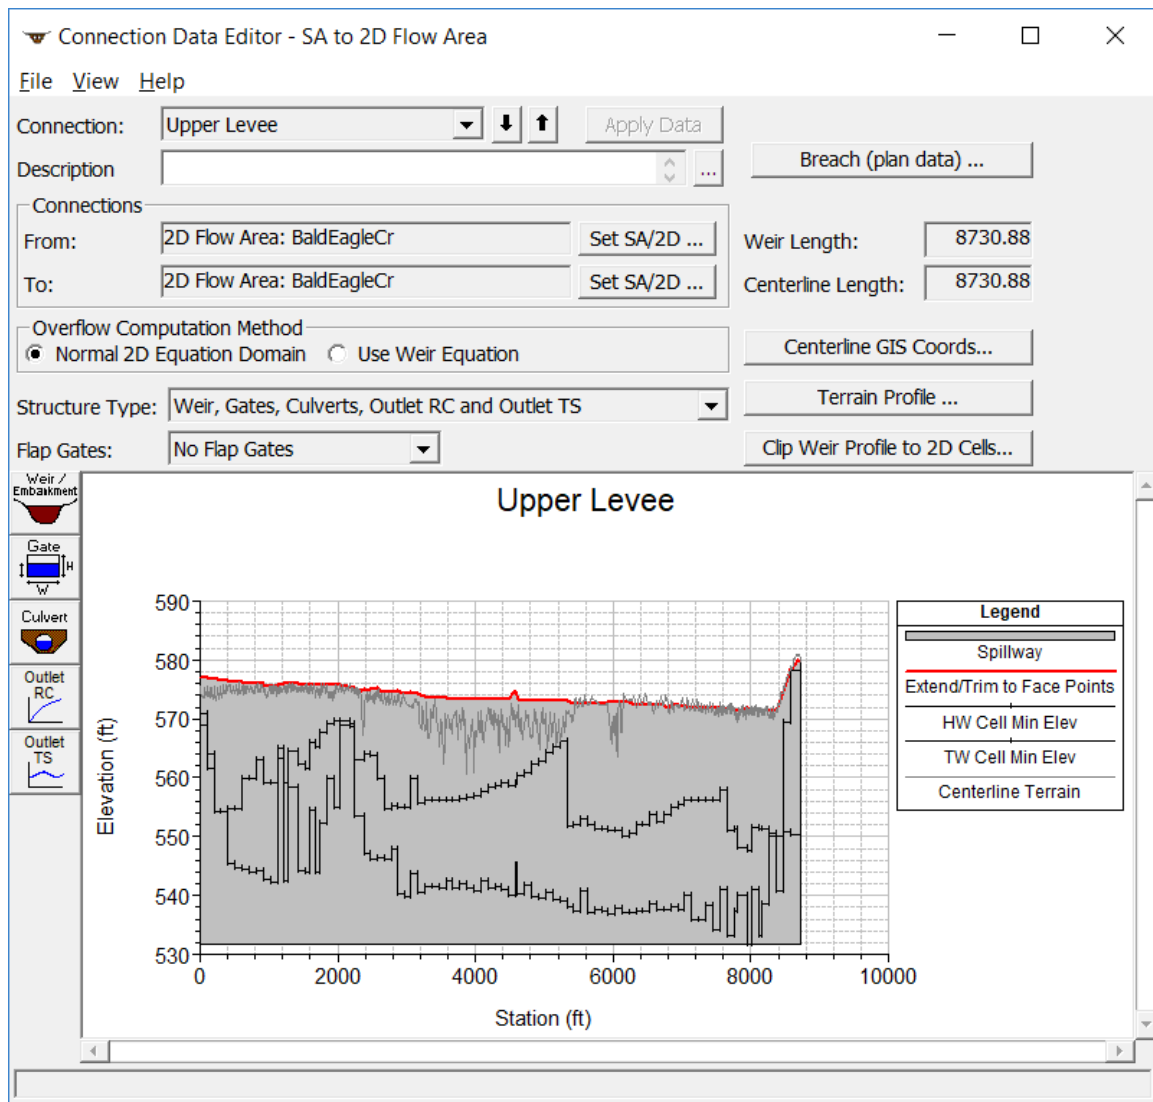 Connection Data Editor - SA to 2D Flow Area
File View Help
Connection: Upper Levee Apply Data
Description ... Breach (plan data) ...
Connections
From: 2D Flow Area: BaldEagleCr Set SA/2D ... Weir Length: 8730.88
To: 2D Flow Area: BaldEagleCr Set SA/2D ... Centerline Length: 8730.88
Overflow Computation Method
Normal 2D Equation Domain Use Weir Equation Centerline GIS Coords...
Structure Type: Weir, Gates, Culverts, Outlet RC and Outlet TS Terrain Profile ...
Flap Gates: No Flap Gates Clip Weir Profile to 2D Cells...
Weir /
Embankment
Gate
H
W
Culvert
Outlet
RC
Outlet
TS
Upper Levee
590
580
570
560
550
540
530
Elevation (ft)
0 2000 4000 6000 8000 10000
Station (ft)
Legend
Spillway
Extend/Trim to Face Points
HW Cell Min Elev
TW Cell Min Elev
Centerline Terrain